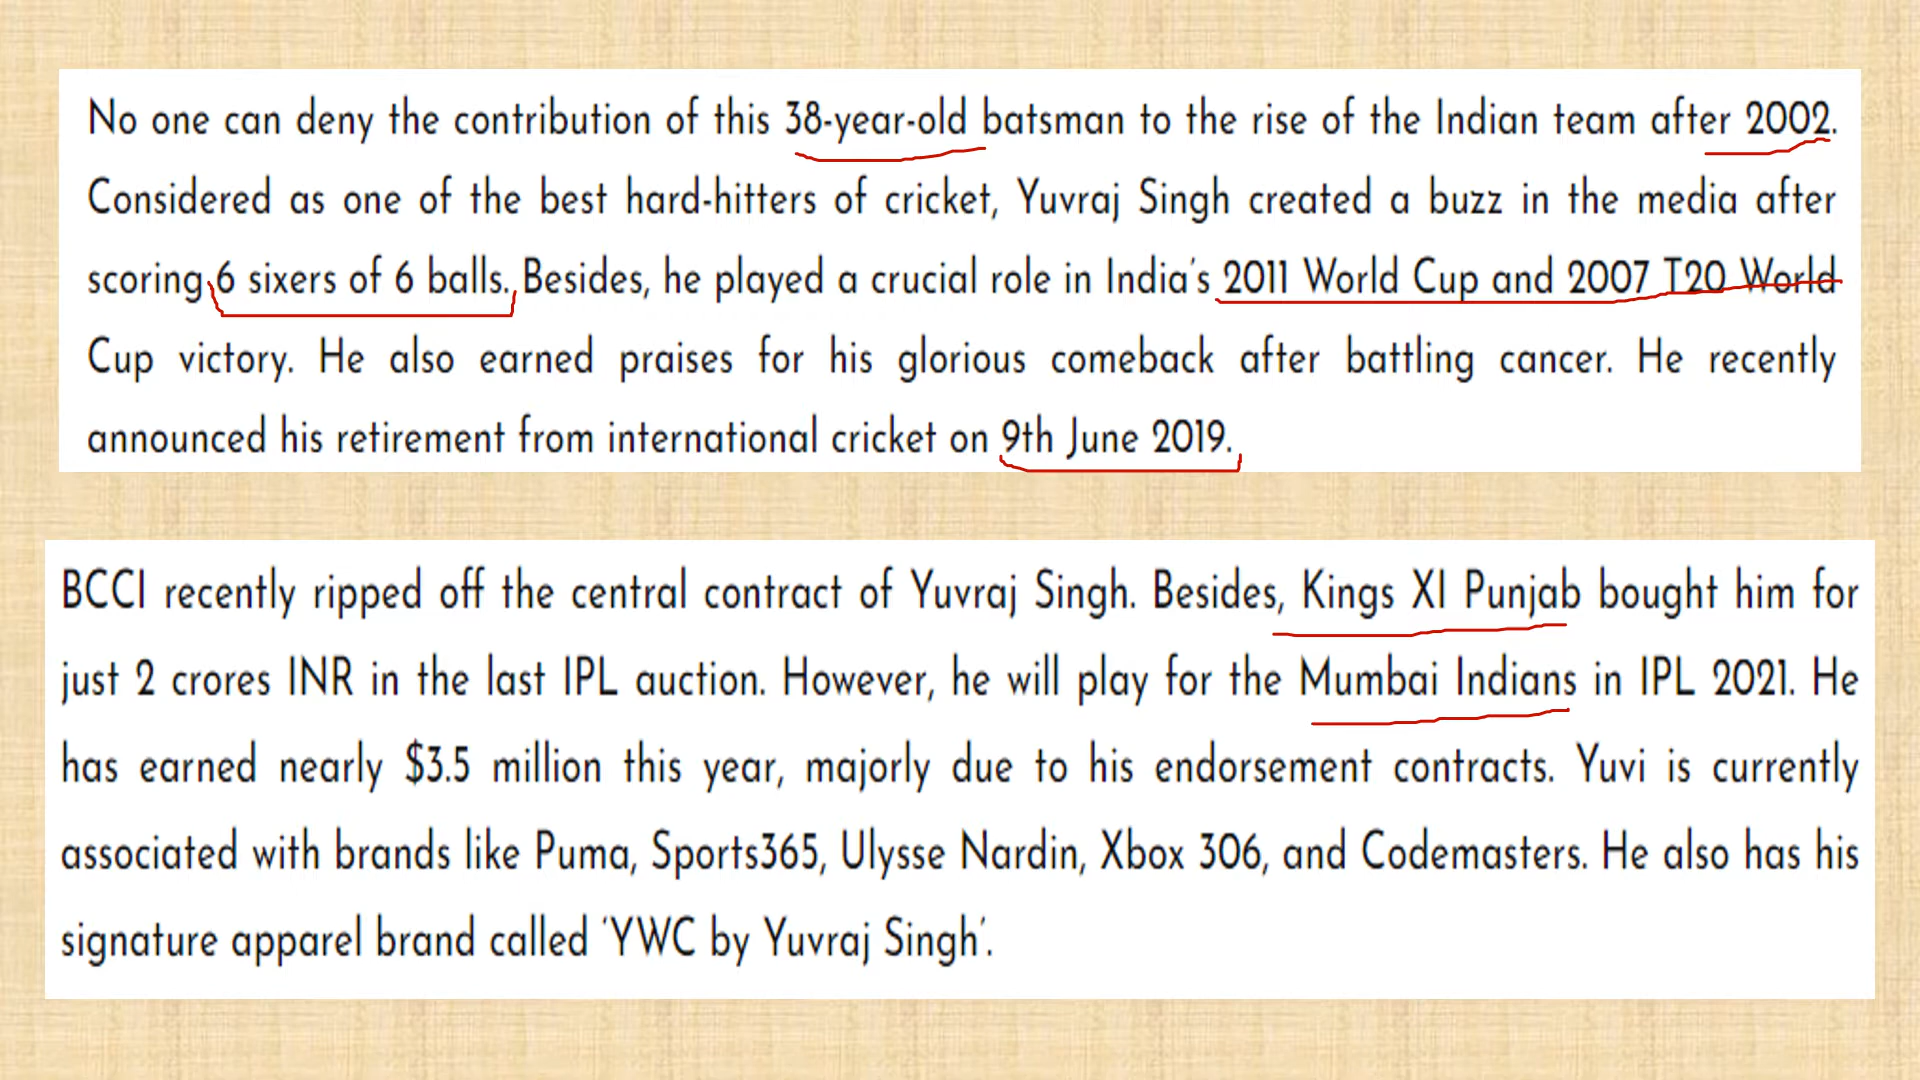 No one can deny the contribution of this 38-year-old batsman to the rise of the Indian team after 2002.
Considered as one of the best hard-hitters of cricket, Yuvraj Singh created a buzz in the media after
scoring 6 sixers of 6 balls. Besides, he played a crucial role in India's 2011 World Cup and 2007 T20 World
Cup victory. He also earned praises for his glorious comeback after battling cancer. He recently
announced his retirement from international cricket on 9th June 2019.
BCCI recently ripped off the central contract of Yuvraj Singh. Besides, Kings XI Punjab bought him for
just 2 crores INR in the last IPL auction. However, he will play for the Mumbai Indians in IPL 2021. He
has earned nearly $3.5 million this year, majorly due to his endorsement contracts. Yuvi is currently
associated with brands like Puma, Sports365, Ulysse Nardin, Xbox 306, and Codemasters. He also has his
signature apparel brand called 'YWC by Yuvraj Singh'.